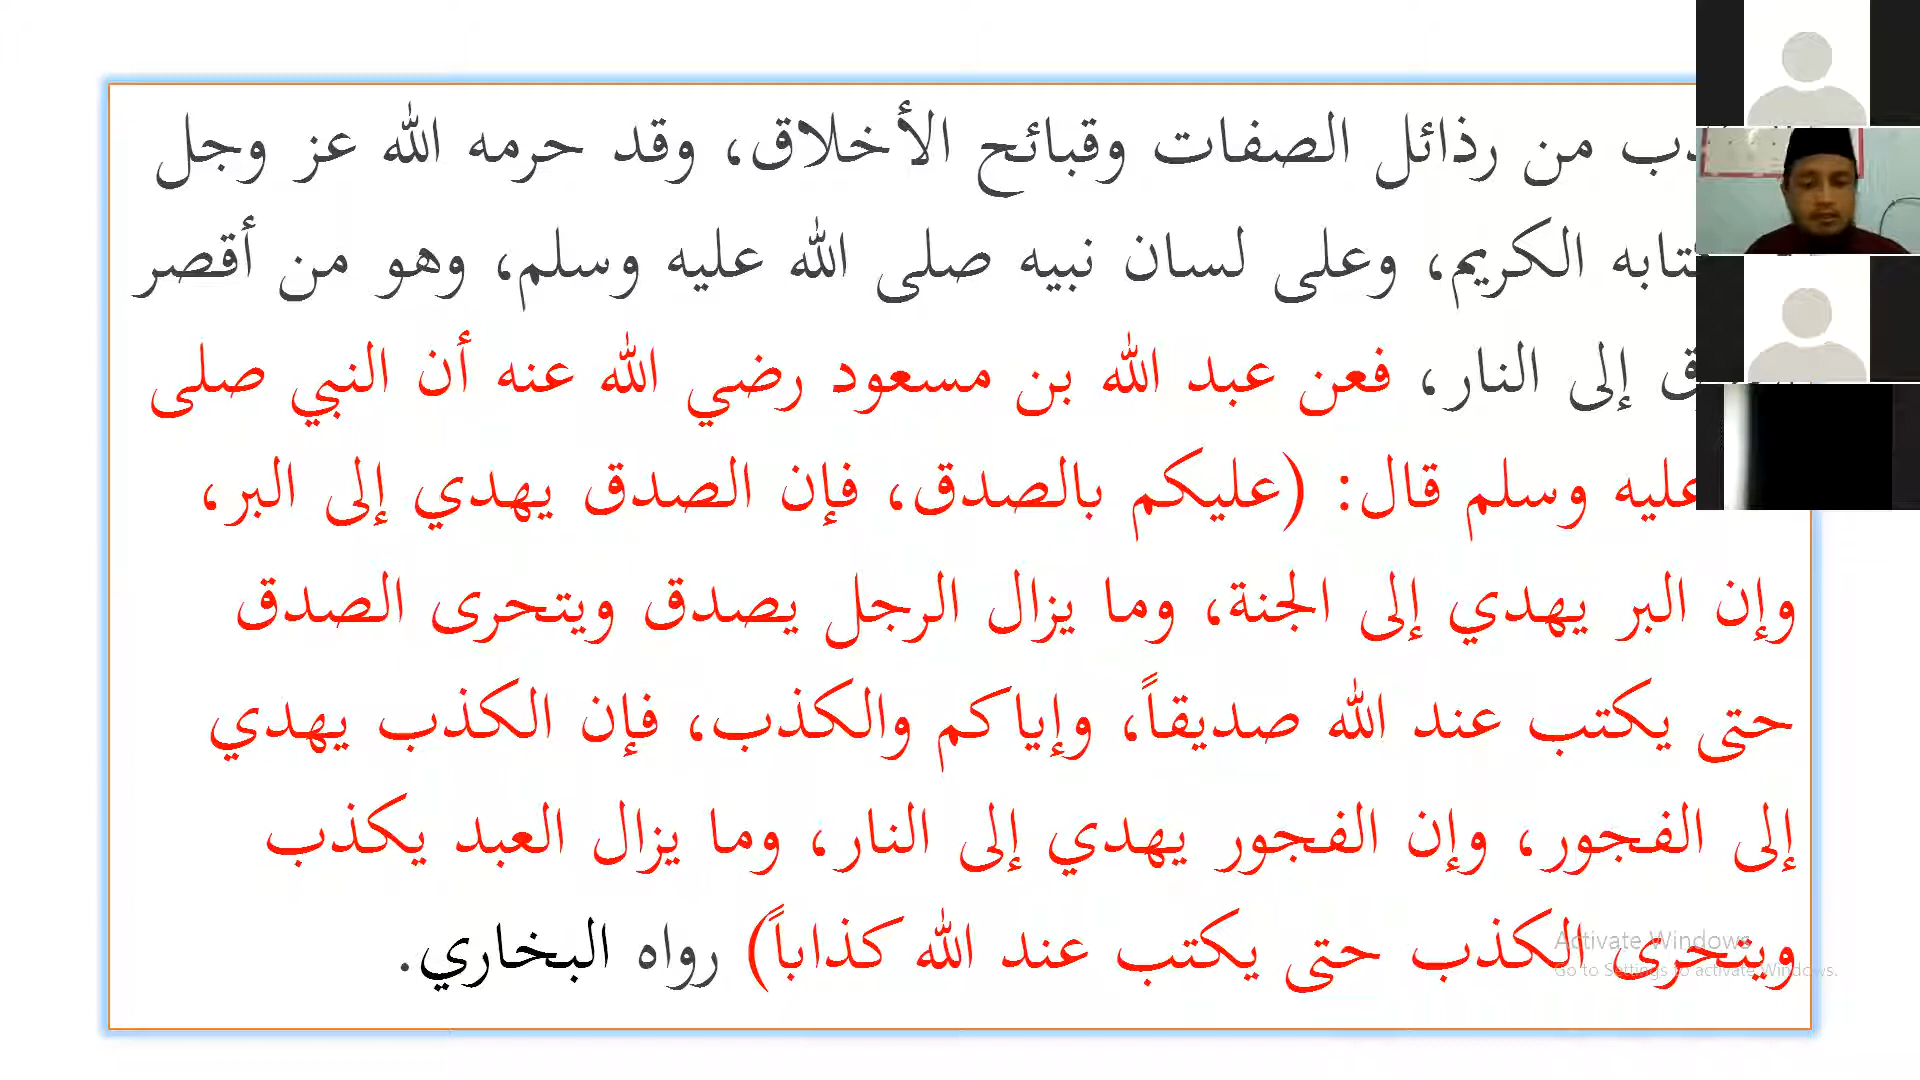 من رذائل الصفات وقبائح الأخلاق، وقد حرمه الله عز وجل
الكريم، وعلى لسان نبيه صلى الله عليه وسلم، وهو من أقصر
إلى النار، فعن عبد الله بن مسعود رضي الله عنه أن النبي صلى
عليه وسلم قال: (عليكم بالصدق، فإن الصدق يهدي إلى البر،
وإن البر يهدي إلى الجنة، وما يزال الرجل يصدق ويتحرى الصدق
حتى يكتب عند الله صديقاً، وإياكم والكذب، فإن الكذب يهدي
إلى الفجور، وإن الفجور يهدي إلى النار، وما يزال العبد يكذب
ويتحرى الكذب حتى يكتب عند الله كذاباً) رواه البخاري.
Activate Windows
Go to Settings to activate Windows.